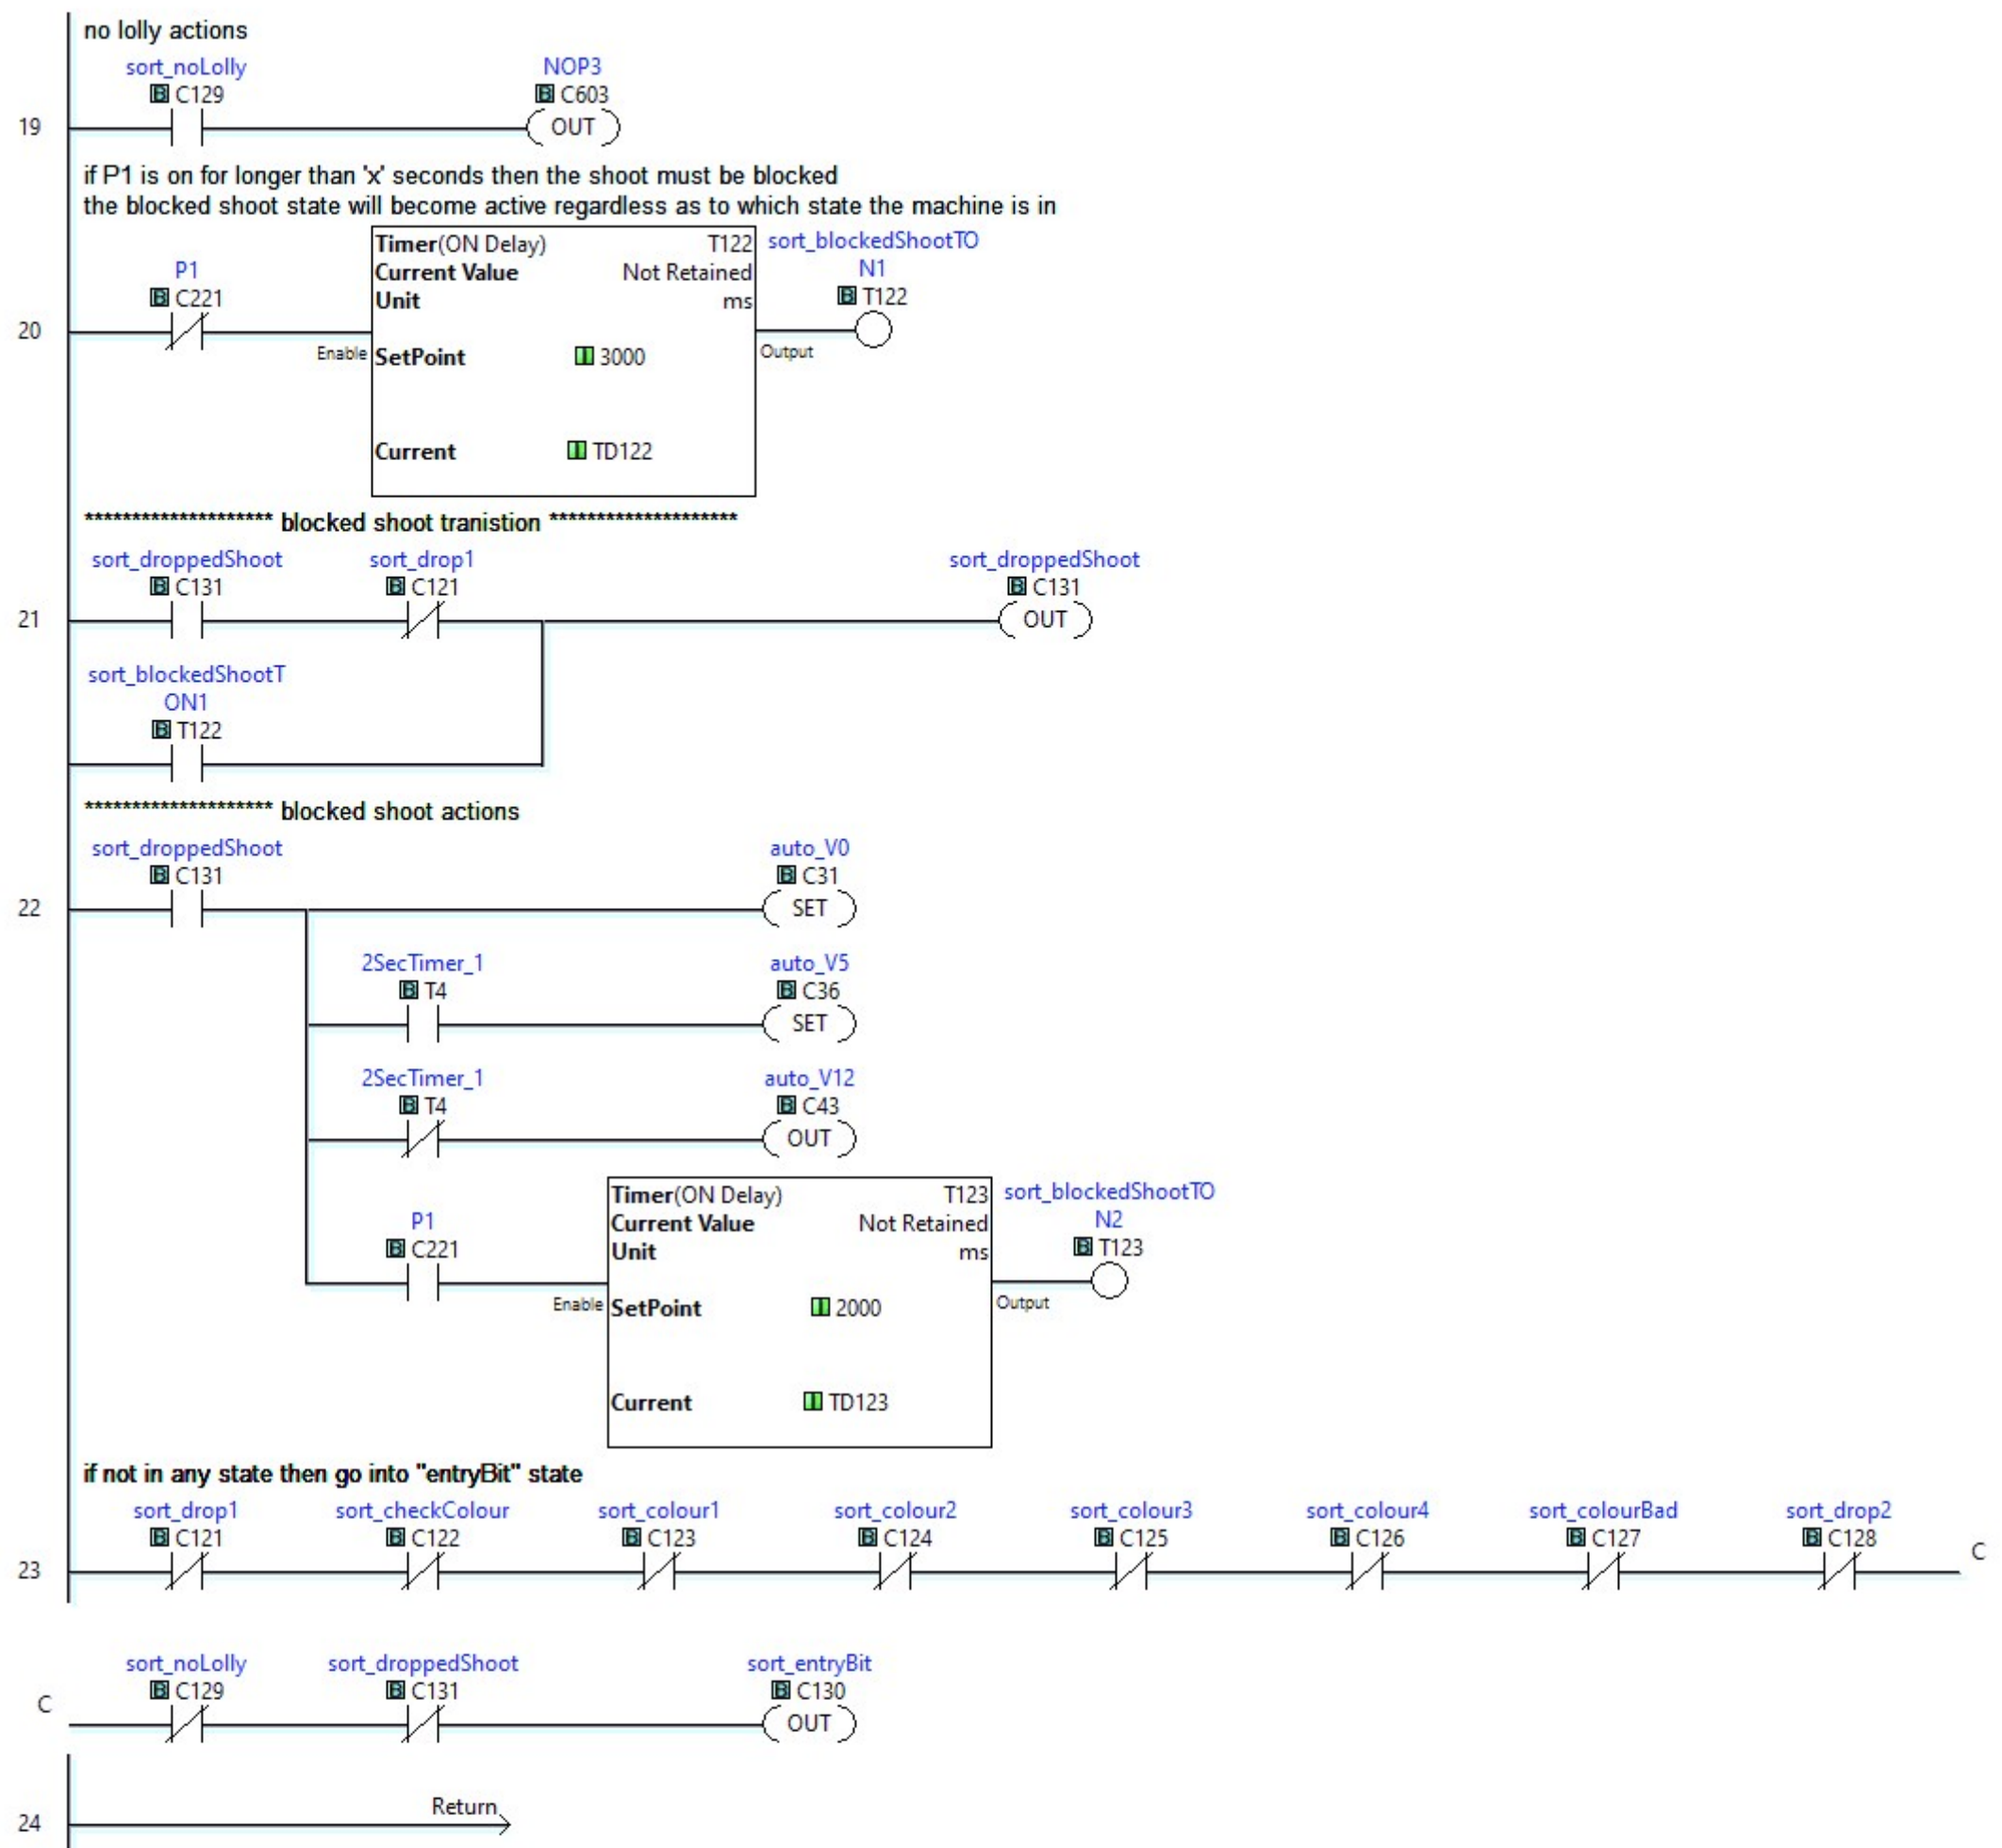 no lolly actions
sort_noLolly NOP3
B C129 B C603
19 OUT
if P1 is on for longer than 'x' seconds then the shoot must be blocked
the blocked shoot state will become active regardless as to which state the machine is in
Timer(ON Delay) T122 sort_blockedShootTO
P1 Current Value Not Retained N1
B C221 Unit ms B T122
20
Enable SetPoint 3000 Output
Current TD122
******************** blocked shoot tranistion ********************
sort_droppedShoot sort_drop1 sort_droppedShoot
B C131 B C121 B C131
21 OUT
sort_blockedShootT
ON1
B T122
******************** blocked shoot actions
sort_droppedShoot auto_V0
B C131 B C31
22 SET
2SecTimer_1 auto_V5
B T4 B C36
SET
2SecTimer_1 auto_V12
B T4 B C43
OUT
Timer(ON Delay) T123 sort_blockedShootTO
P1 Current Value Not Retained N2
B C221 Unit ms B T123
Enable SetPoint 2000 Output
Current TD123
if not in any state then go into "entryBit" state
sort_drop1 sort_checkColour sort_colour1 sort_colour2 sort_colour3 sort_colour4 sort_colourBad sort_drop2
B C121 B C122 B C123 B C124 B C125 B C126 B C127 B C128 C
23
sort_noLolly sort_droppedShoot sort_entryBit
C B C129 B C131 B C130
OUT
Return
24